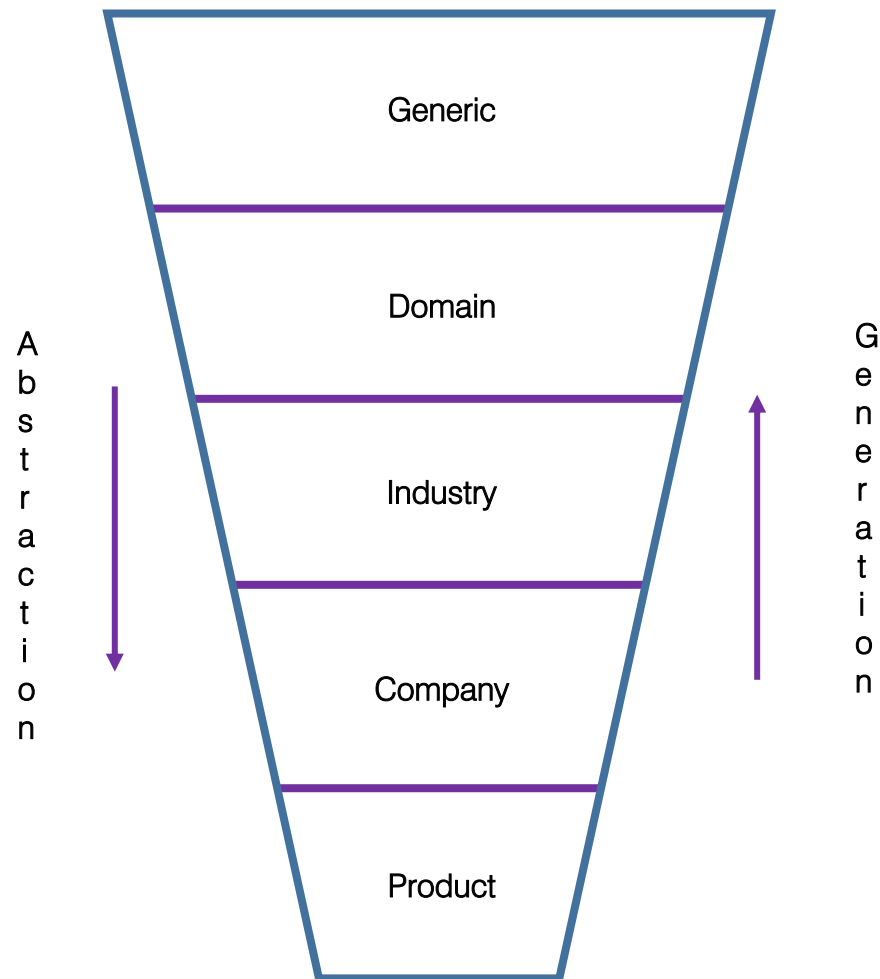 Generic
Domain
Abstraction
Generation
Industry
Company
Product